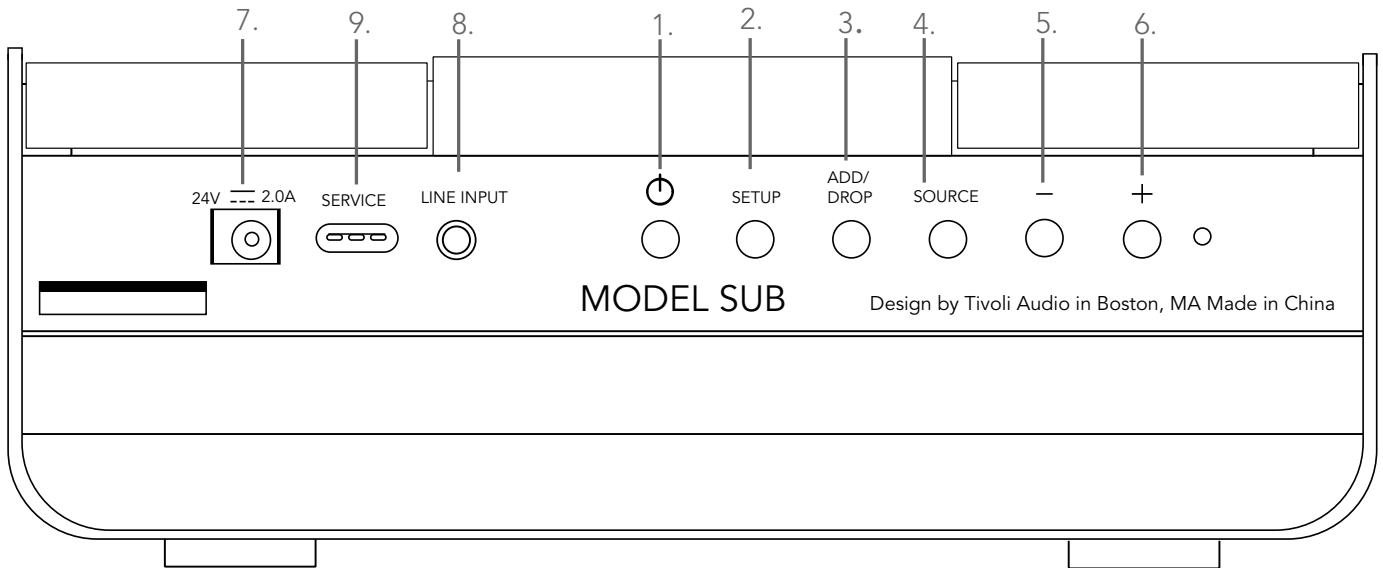 7. 9. 8. 1. 2. 3. 4. 5. 6.
24V 2.0A
SERVICE
LINE INPUT
SETUP
ADD/
DROP
SOURCE
−
+
MODEL SUB
Design by Tivoli Audio in Boston, MA Made in China